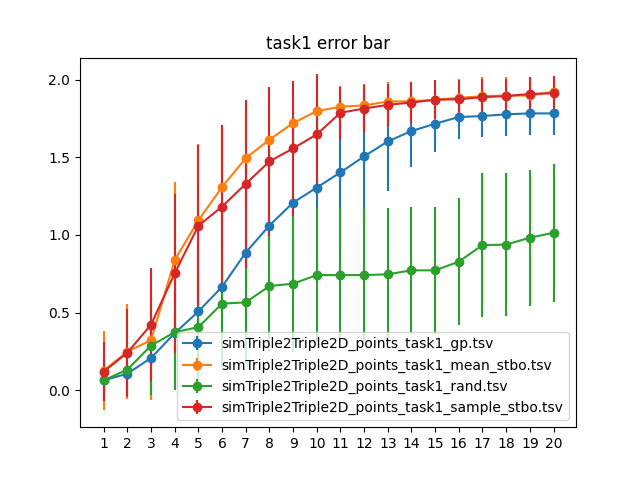 task1 error bar
2.0
1.5
1.0
0.5
0.0
simTriple2Triple2D_points_task1_gp.tsv
simTriple2Triple2D_points_task1_mean_stbo.tsv
simTriple2Triple2D_points_task1_rand.tsv
simTriple2Triple2D_points_task1_sample_stbo.tsv
1 2 3 4 5 6 7 8 9 10 11 12 13 14 15 16 17 18 19 20